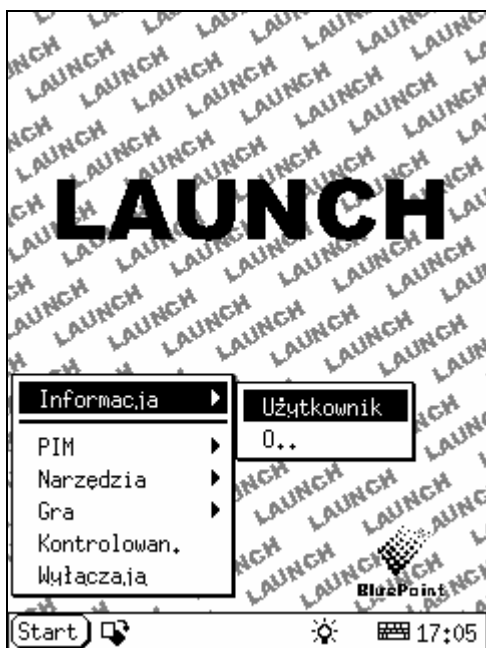 LAUNCH
Informacja
Użytkownik
O..
PIM
Narzędzia
Gra
Kontrolowan.
Wyłączają
BluePoint
Start
17:05